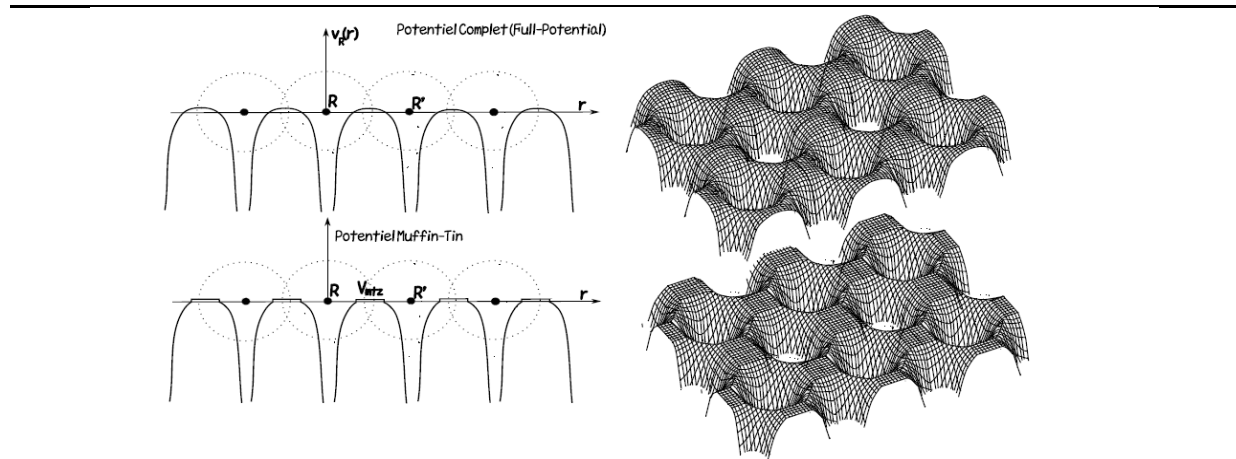 Potentiel Complet (Full-Potential)
v_R(r)
R
R'
r
Potentiel Muffin-Tin
V_mtz
R
R'
r